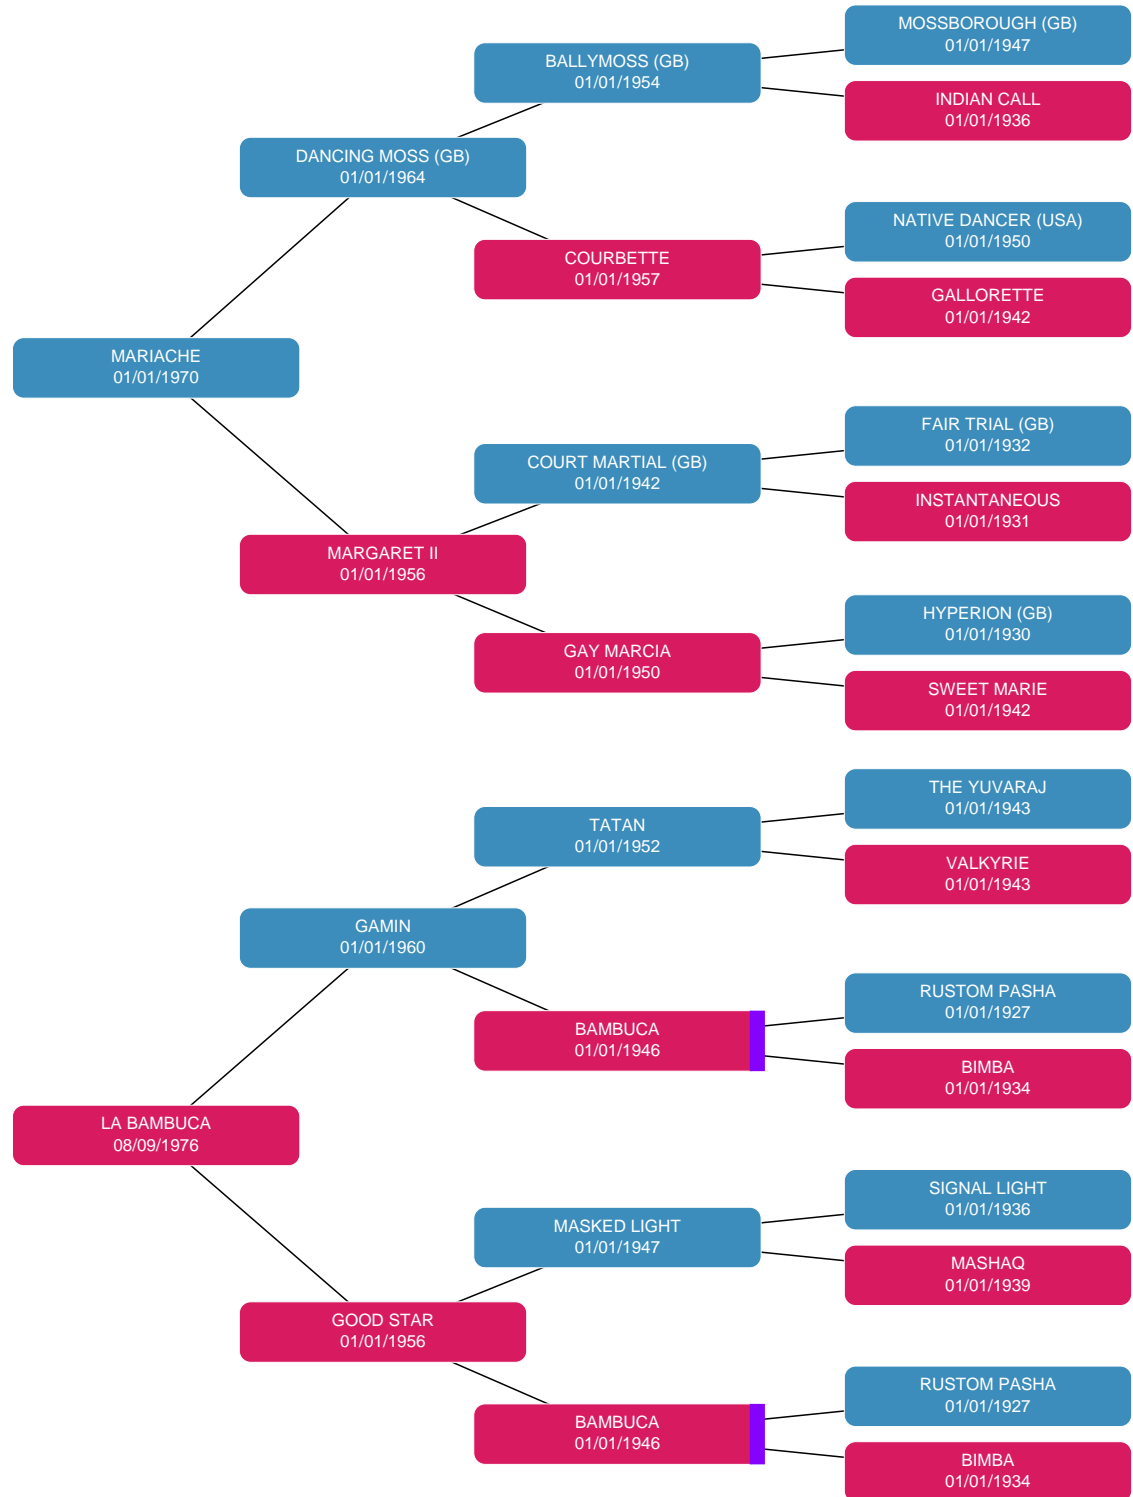 MOSSBOROUGH (GB)
01/01/1947
BALLYMOSS (GB)
01/01/1954
INDIAN CALL
01/01/1936
DANCING MOSS (GB)
01/01/1964
NATIVE DANCER (USA)
01/01/1950
COURBETTE
01/01/1957
GALLORETTE
01/01/1942
MARIACHE
01/01/1970
FAIR TRIAL (GB)
01/01/1932
COURT MARTIAL (GB)
01/01/1942
INSTANTANEOUS
01/01/1931
MARGARET II
01/01/1956
HYPERION (GB)
01/01/1930
GAY MARCIA
01/01/1950
SWEET MARIE
01/01/1942
THE YUVARAJ
01/01/1943
TATAN
01/01/1952
VALKYRIE
01/01/1943
GAMIN
01/01/1960
RUSTOM PASHA
01/01/1927
BAMBUCA
01/01/1946
BIMBA
01/01/1934
LA BAMBUCA
08/09/1976
SIGNAL LIGHT
01/01/1936
MASKED LIGHT
01/01/1947
MASHAQ
01/01/1939
GOOD STAR
01/01/1956
RUSTOM PASHA
01/01/1927
BAMBUCA
01/01/1946
BIMBA
01/01/1934